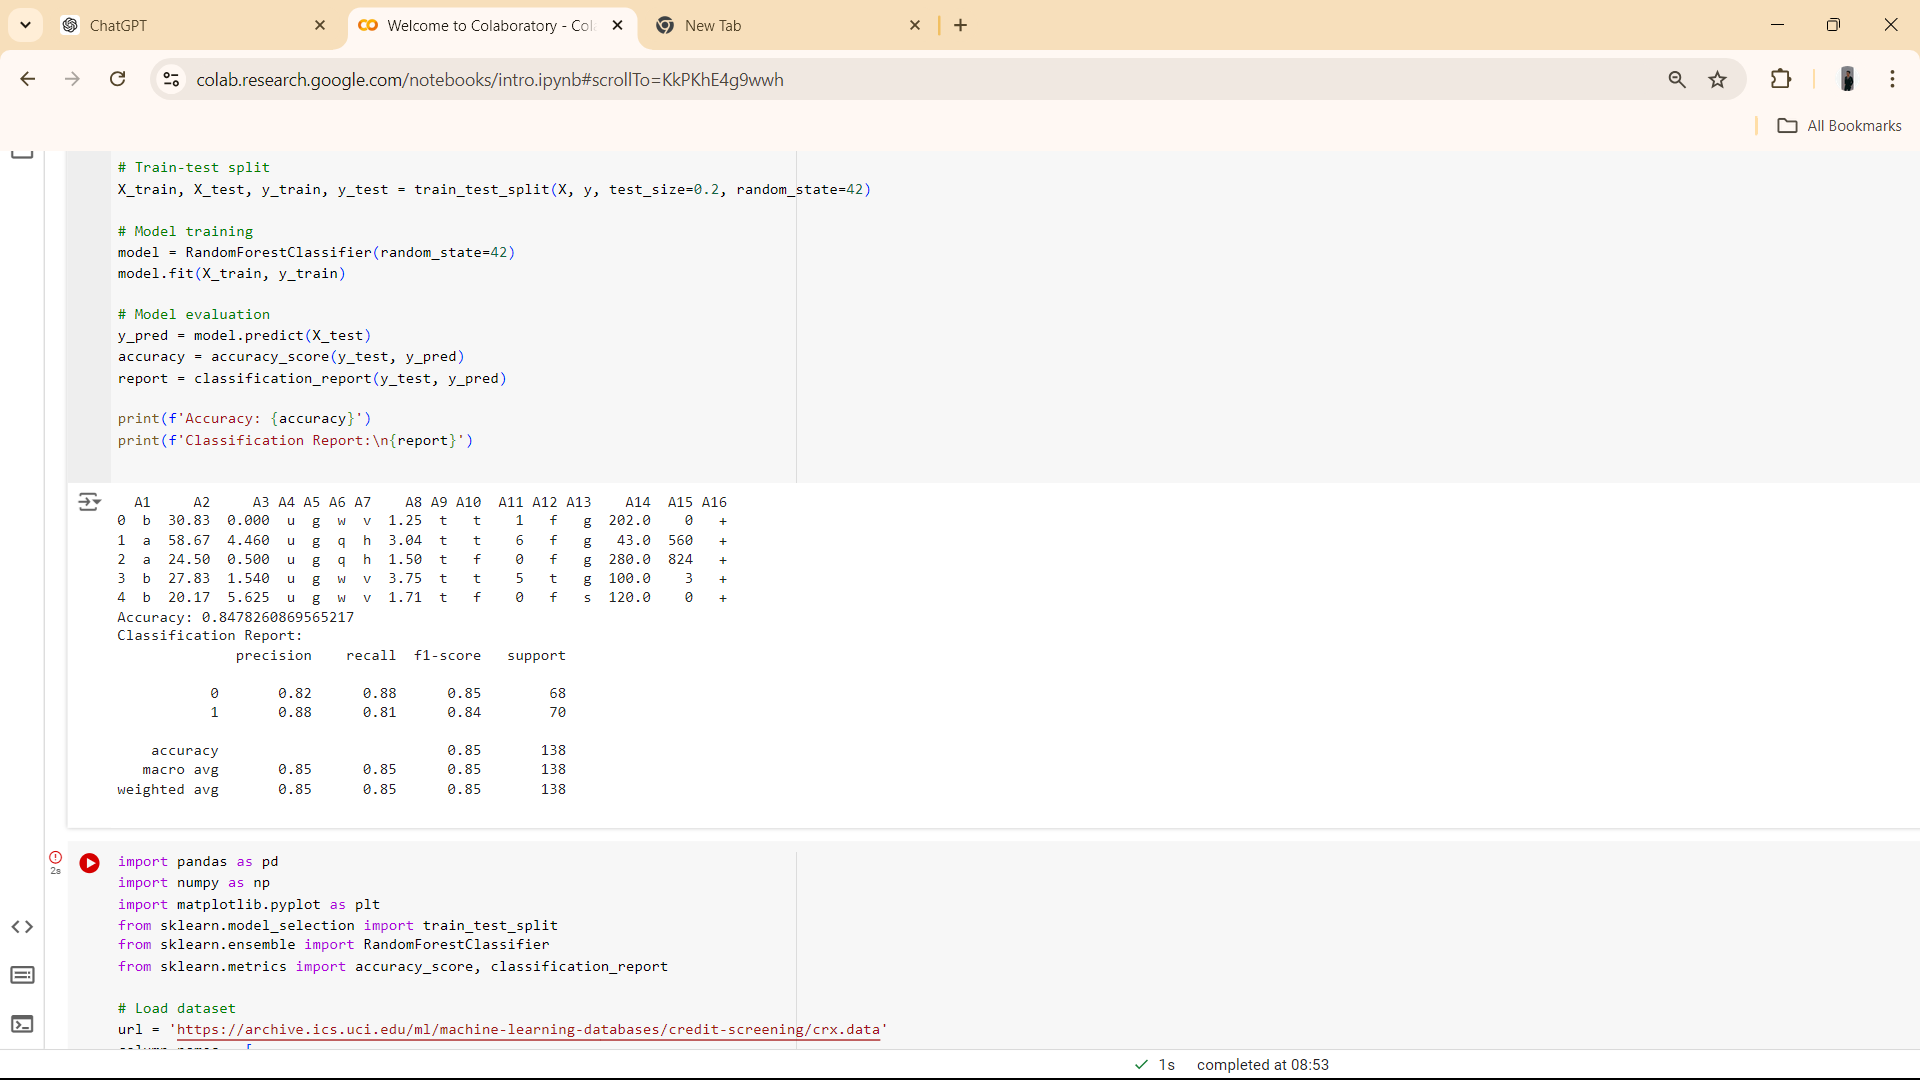 ChatGPT
Welcome to Colaboratory - Col
New Tab
colab.research.google.com/notebooks/intro.ipynb#scrollTo=KkPKhE4g9wwh
All Bookmarks
# Train-test split
X_train, X_test, y_train, y_test = train_test_split(X, y, test_size=0.2, random_state=42)
# Model training
model = RandomForestClassifier(random_state=42)
model.fit(X_train, y_train)
# Model evaluation
y_pred = model.predict(X_test)
accuracy = accuracy_score(y_test, y_pred)
report = classification_report(y_test, y_pred)
print(f'Accuracy: {accuracy}')
print(f'Classification Report:\n{report}')
A1 A2 A3 A4 A5 A6 A7 A8 A9 A10 A11 A12 A13 A14 A15 A16
0 b 30.83 0.000 u g w v 1.25 t t 1 f g 202.0 0 +
1 a 58.67 4.460 u g q h 3.04 t t 6 f g 43.0 560 +
2 a 24.50 0.500 u g q h 1.50 t f 0 f g 280.0 824 +
3 b 27.83 1.540 u g w v 3.75 t t 5 t g 100.0 3 +
4 b 20.17 5.625 u g w v 1.71 t f 0 f s 120.0 0 +
Accuracy: 0.8478260869565217
Classification Report:
precision recall f1-score support
0 0.82 0.88 0.85 68
1 0.88 0.81 0.84 70
accuracy 0.85 138
macro avg 0.85 0.85 0.85 138
weighted avg 0.85 0.85 0.85 138
2s
import pandas as pd
import numpy as np
import matplotlib.pyplot as plt
from sklearn.model_selection import train_test_split
from sklearn.ensemble import RandomForestClassifier
from sklearn.metrics import accuracy_score, classification_report
# Load dataset
url = 'https://archive.ics.uci.edu/ml/machine-learning-databases/credit-screening/crx.data'
1s completed at 08:53